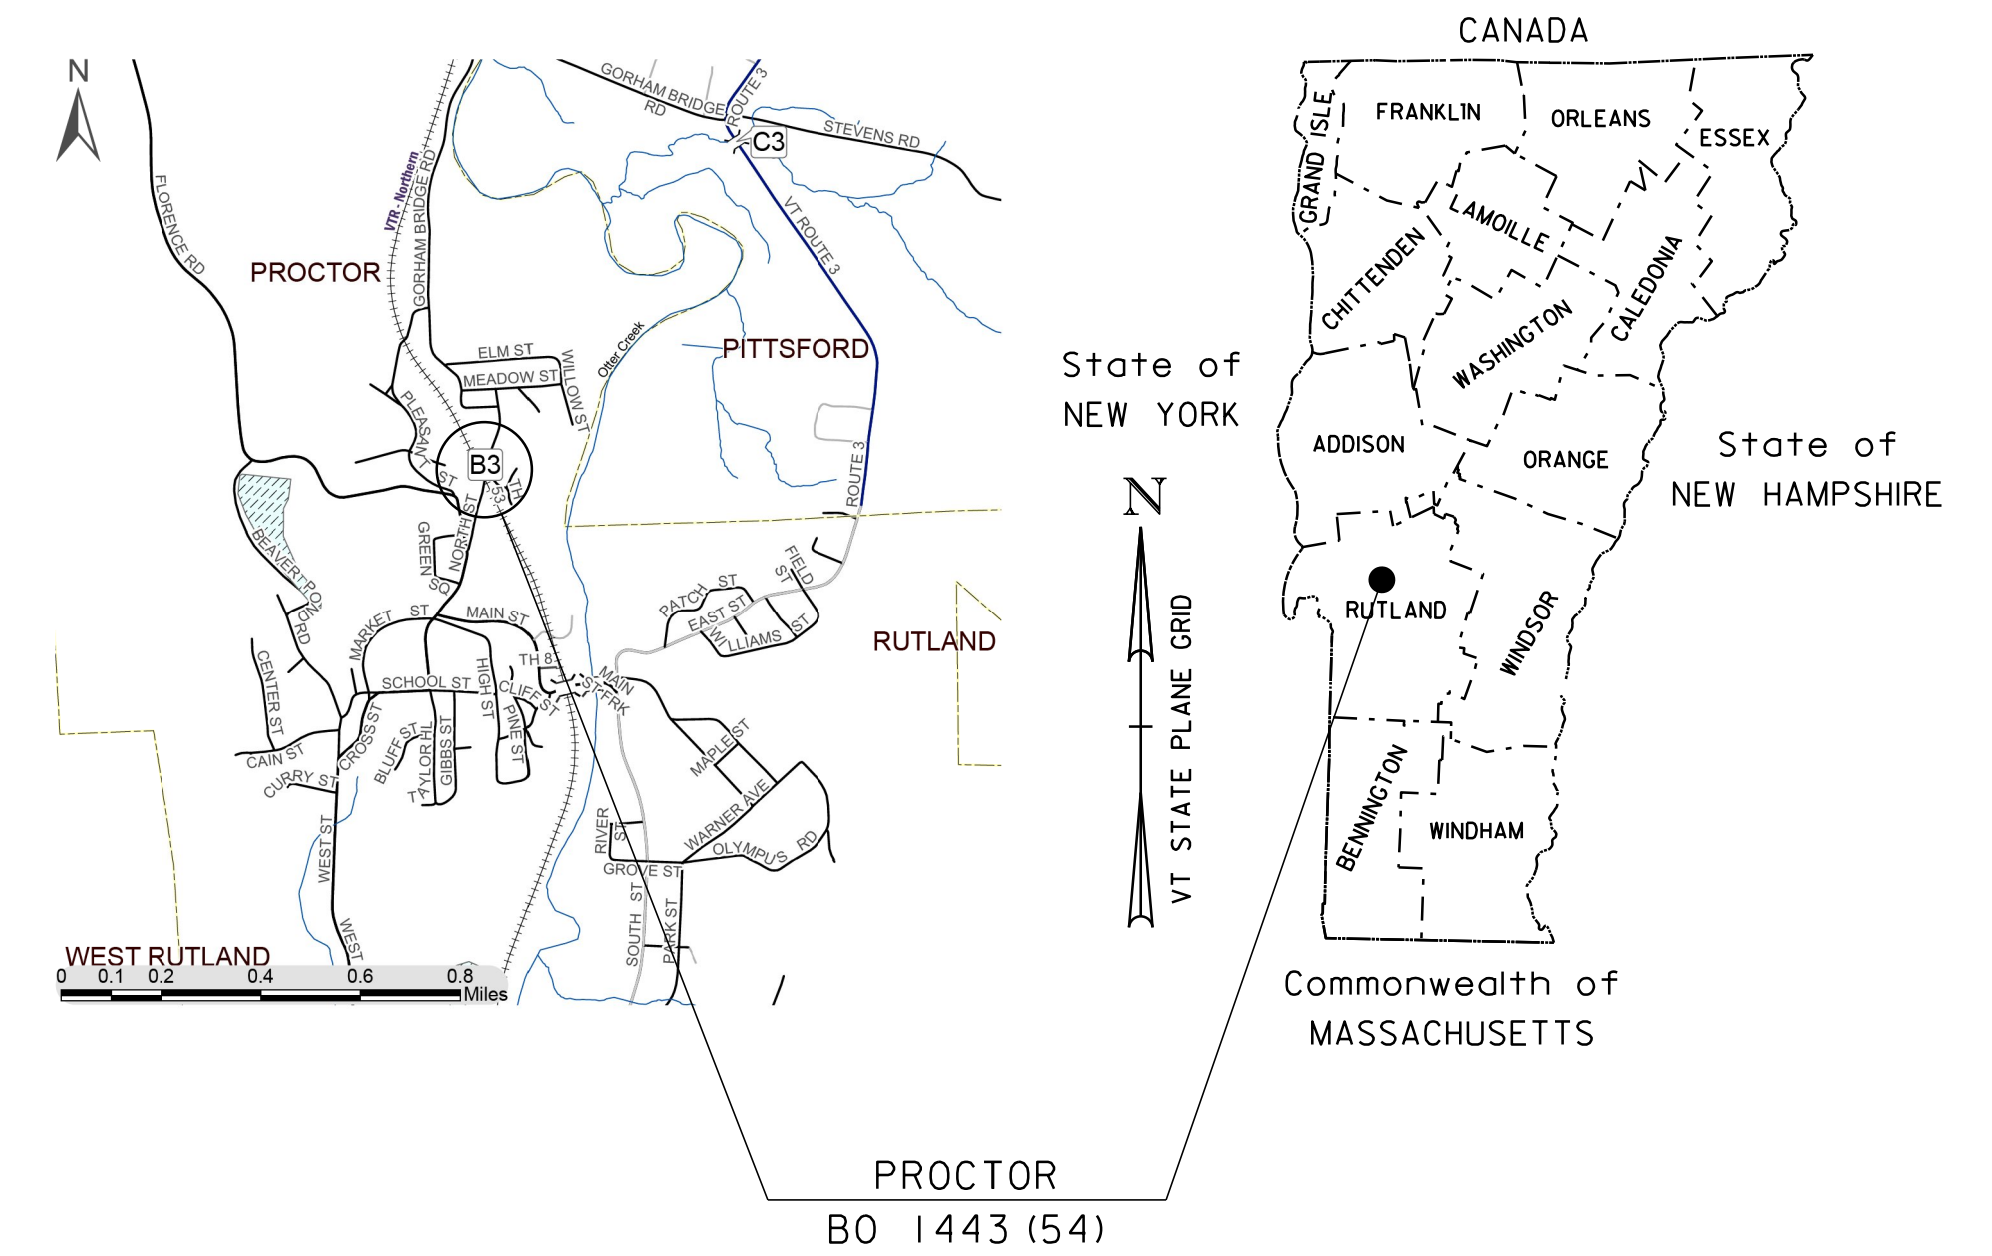 CANADA
N
GORHAM BRIDGE
RD
ROUTE 3
STEVENS RD
C3
FLORENCE RD
VTR - Northern
GORHAM BRIDGE RD
PROCTOR
VT ROUTE 3
Otter Creek
PITTSFORD
ELM ST
MEADOW ST
WILLOW ST
PLEASANT
ST
B3
53
TH
ROUTE 3
NORTH ST
GREEN
SQ
BEAVER POND
RD
MARKET
ST
MAIN ST
PATCH
ST
EAST ST
WILLIAMS
ST
FIELD
ST
RUTLAND
TH 8
MAIN
ST
FRK
CENTER ST
SCHOOL ST
HIGH ST
CLIFF ST
PINE ST
CROSS ST
BLUFF ST
TAYLOR HL
GIBBS ST
CAIN ST
CURRY ST
MAPLE ST
WARNER AVE
OLYMPUS
RD
RIVER
ST
GROVE ST
WEST ST
WEST
SOUTH
ST
PARK ST
WEST RUTLAND
0 0.1 0.2 0.4 0.6 0.8
Miles
GRAND ISLE
FRANKLIN
ORLEANS
ESSEX
LAMOILLE
CHITTENDEN
CALEDONIA
WASHINGTON
ADDISON
ORANGE
RUTLAND
WINDSOR
BENNINGTON
WINDHAM
State of
NEW YORK
State of
NEW HAMPSHIRE
N
VT STATE PLANE GRID
Commonwealth of
MASSACHUSETTS
PROCTOR
BO 1443 (54)